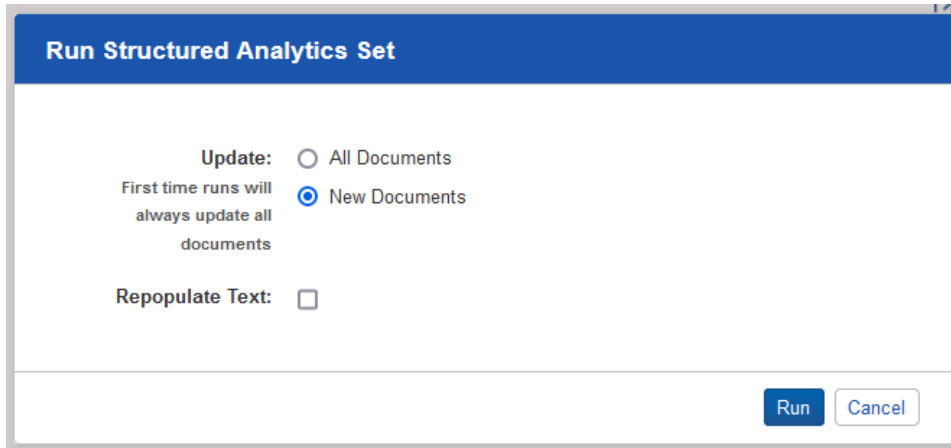 Run Structured Analytics Set
Update:
All Documents
First time runs will
always update all
documents
New Documents
Repopulate Text:
Run
Cancel